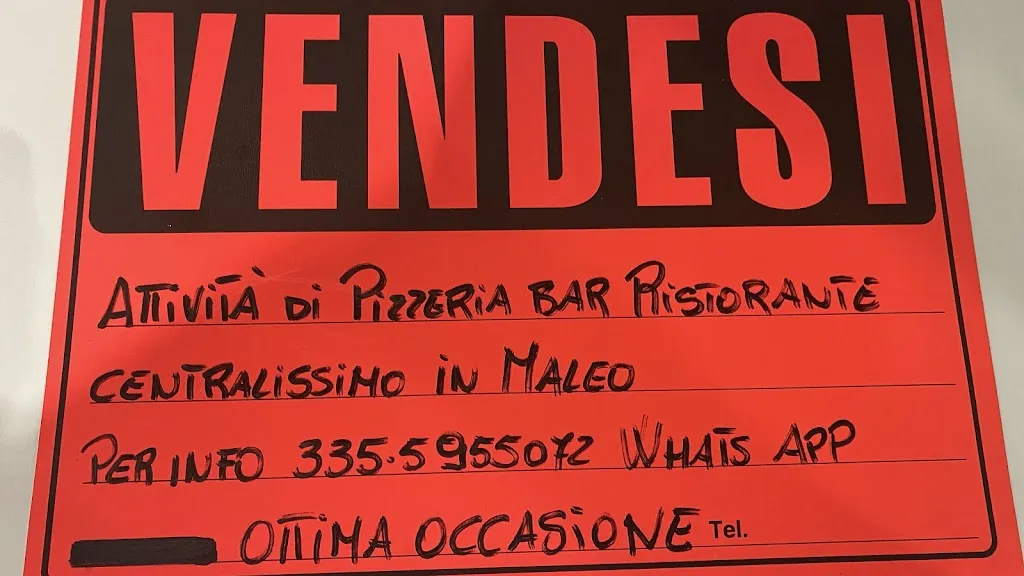 VENDESI
ATTIVITÀ di PIZZERIA BAR RISTORANTE
CENTRALISSIMO in MALEO
PER INFO 335.5955072 WHATS APP
OTTIMA OCCASIONE Tel.